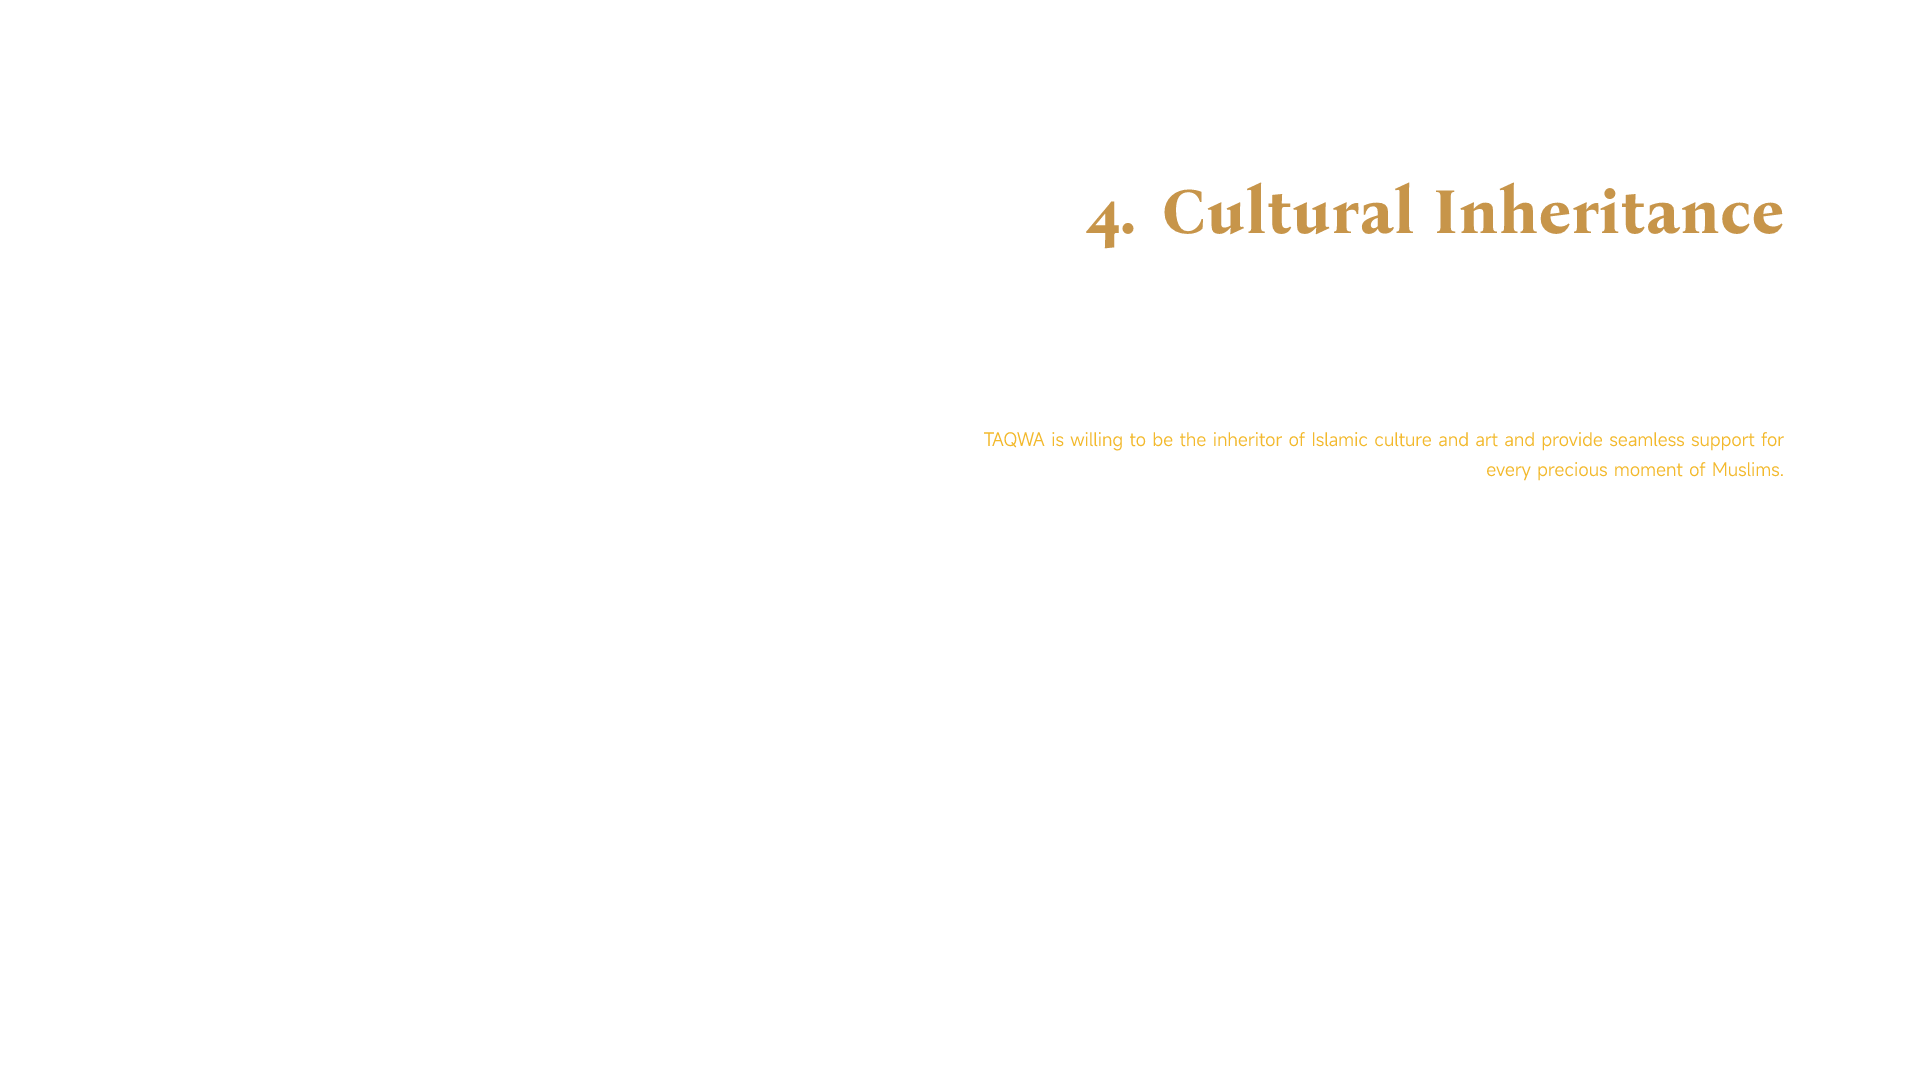 4. Cultural Inheritance
TAQWA is willing to be the inheritor of Islamic culture and art and provide seamless support for
every precious moment of Muslims.